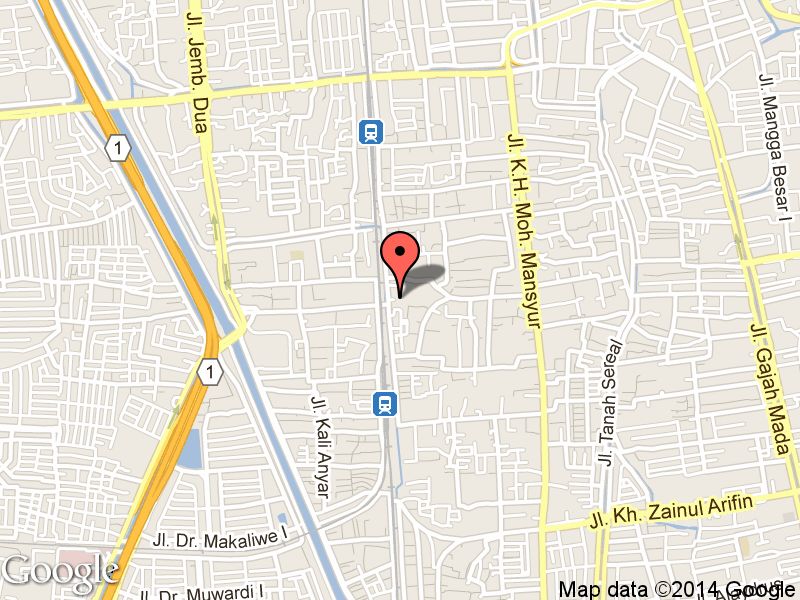 Jl. Jemb. Dua
Jl. Mangga Besar I
1
Jl. K.H. Moh. Mansyur
Jl. Gajah Mada
Jl. Tanah Sereal
1
Jl. Kali Anyar
Jl. Kh. Zainul Arifin
Jl. Dr. Makaliwe I
Google
Jl. Dr. Muwardi I
Map data ©2014 Google